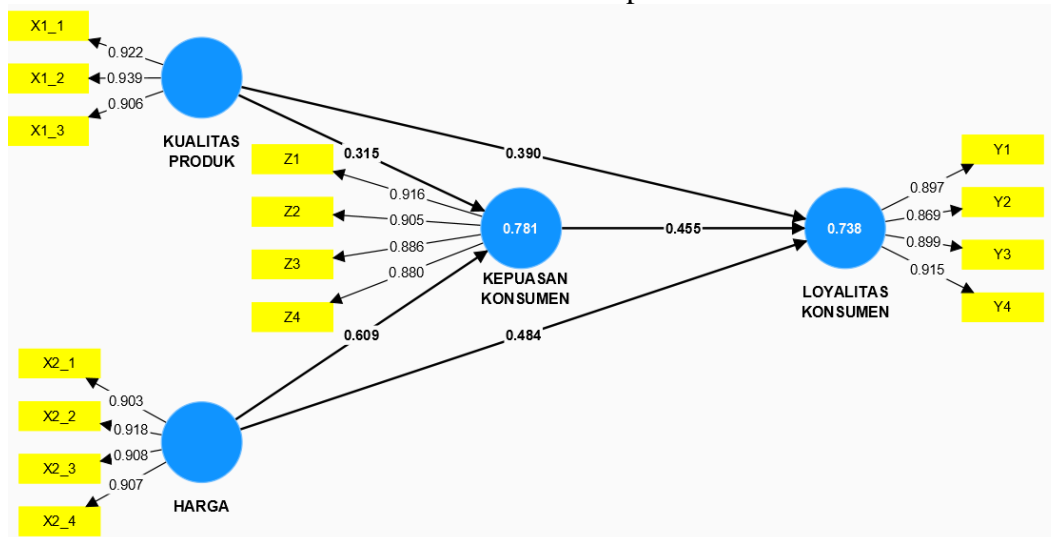 X1_1
0.922
X1_2
0.939
X1_3
0.906
KUALITAS
PRODUK
0.315
0.390
Z1
0.916
Z2
0.905
Z3
0.886
Z4
0.880
0.781
KEPUASAN
KONSUMEN
0.455
0.738
LOYALITAS
KONSUMEN
Y1
0.897
Y2
0.869
Y3
0.899
Y4
0.915
0.609
0.484
X2_1
0.903
X2_2
0.918
X2_3
0.908
X2_4
0.907
HARGA